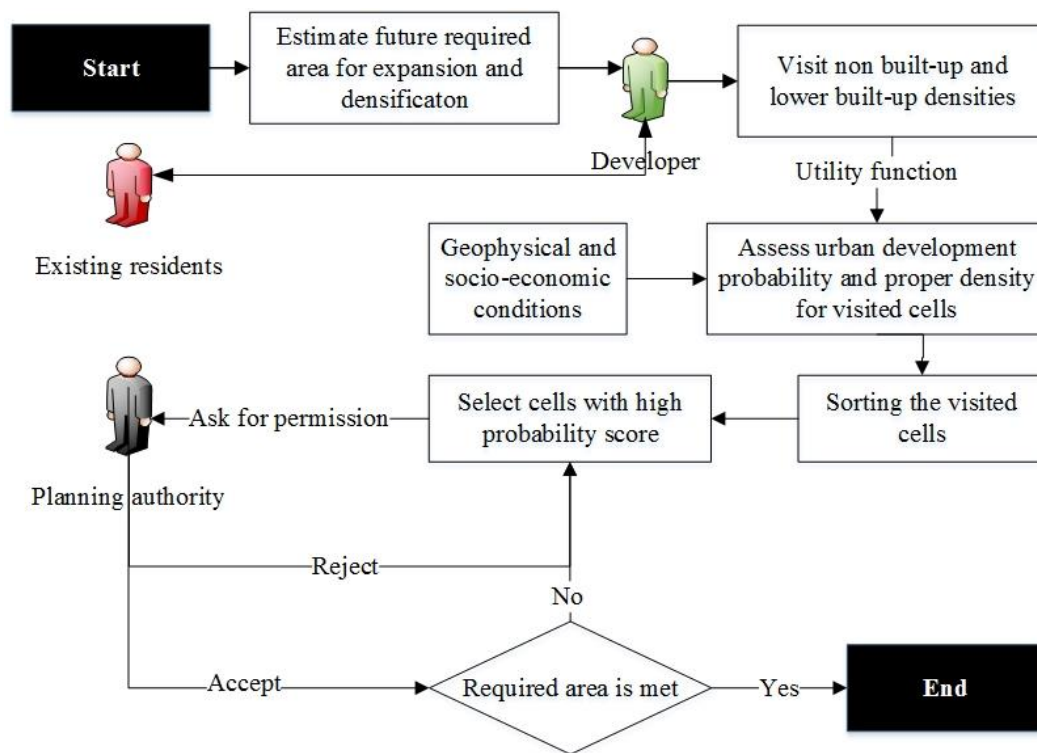 Start
Estimate future required
area for expansion and
densificaton
Developer
Visit non built-up and
lower built-up densities
Utility function
Existing residents
Geophysical and
socio-economic
conditions
Assess urban development
probability and proper density
for visited cells
Sorting the visited
cells
Select cells with high
probability score
Ask for permission
Planning authority
Reject
No
Accept
Required area is met
Yes
End